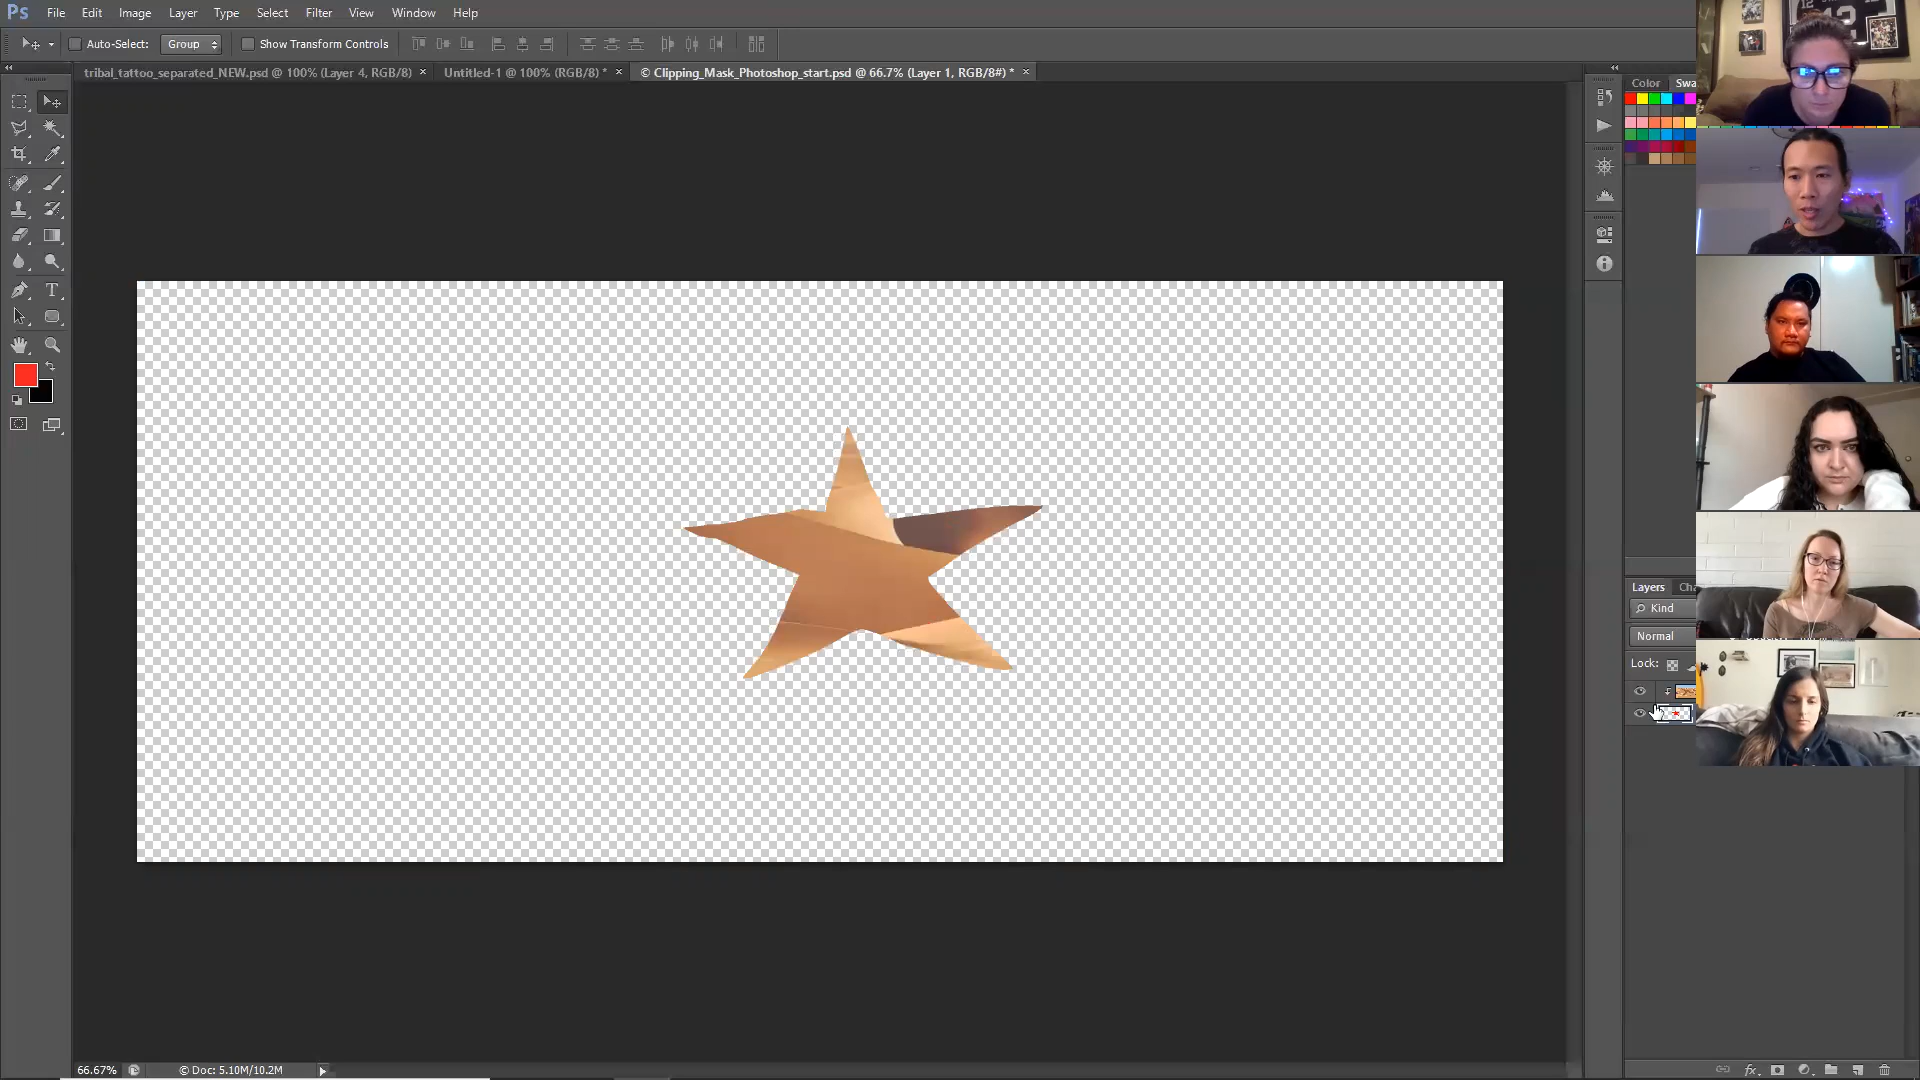 Ps File Edit Image Layer Type Select Filter View Window Help
Auto-Select: Group Show Transform Controls
tribal_tattoo_separated_NEW.psd @ 100% (Layer 4, RGB/8) × Untitled-1 @ 100% (RGB/8) * × © Clipping_Mask_Photoshop_start.psd @ 66.7% (Layer 1, RGB/8#) * ×
Color Swa
T
Layers Cha
Kind
Normal
Lock:
66.67% © Doc: 5.10M/10.2M
fx